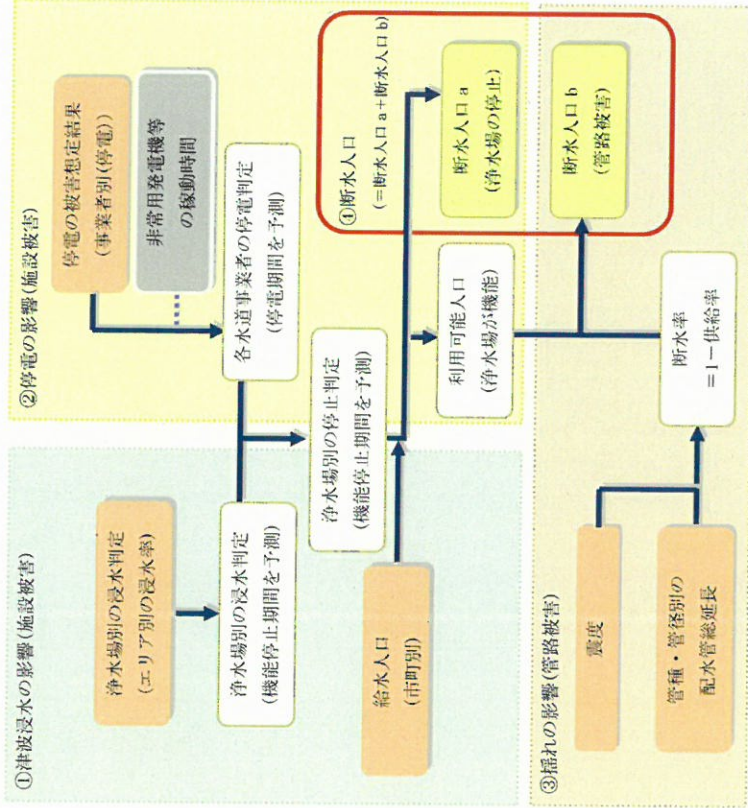 ①津波浸水の影響(施設被害)
浄水場別の浸水判定
(エリア別の浸水率)
浄水場別の浸水判定
(機能停止期間を予測)
給水人口
(市町別)
②停電の影響(施設被害)
停電の被害想定結果
(事業者別(停電))
非常用発電機等
の稼動時間
各水道事業者の停電判定
(停電期間を予測)
浄水場別の停止判定
(機能停止期間を予測)
利用可能人口
(浄水場が機能)
④断水人口
(=断水人口a+断水人口b)
断水人口a
(浄水場の停止)
断水人口b
(管路被害)
③揺れの影響(管路被害)
震度
管種・管径別の
配水管総延長
断水率
=1-供給率